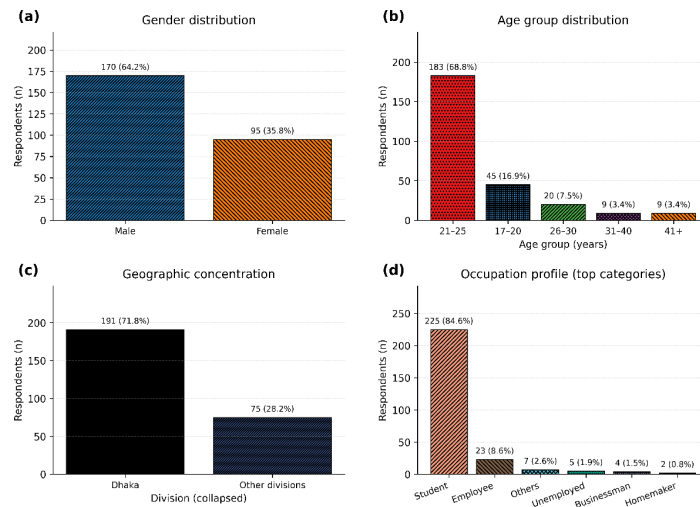 (a)
Gender distribution
Respondents (n)
200
175
150
125
100
75
50
25
0
170 (64.2%)
95 (35.8%)
Male
Female
(b)
Age group distribution
Respondents (n)
200
150
100
50
0
183 (68.8%)
45 (16.9%)
20 (7.5%)
9 (3.4%)
9 (3.4%)
21–25
17–20
26–30
31–40
41+
Age group (years)
(c)
Geographic concentration
Respondents (n)
200
150
100
50
0
191 (71.8%)
75 (28.2%)
Dhaka
Other divisions
Division (collapsed)
(d)
Occupation profile (top categories)
Respondents (n)
250
200
150
100
50
0
225 (84.6%)
23 (8.6%)
7 (2.6%)
5 (1.9%)
4 (1.5%)
2 (0.8%)
Student
Employee
Others
Unemployed
Businessman
Homemaker